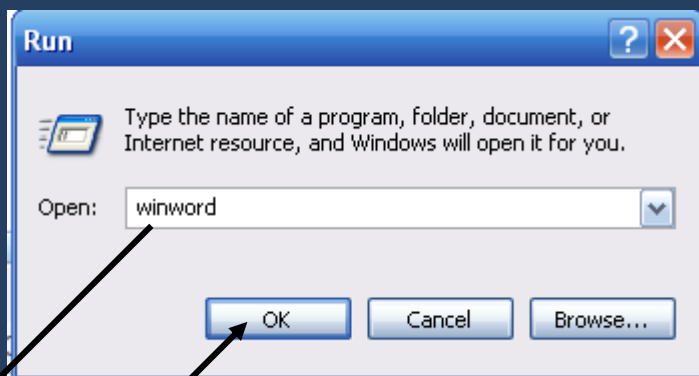 Run
Type the name of a program, folder, document, or
Internet resource, and Windows will open it for you.
Open: winword
OK Cancel Browse...